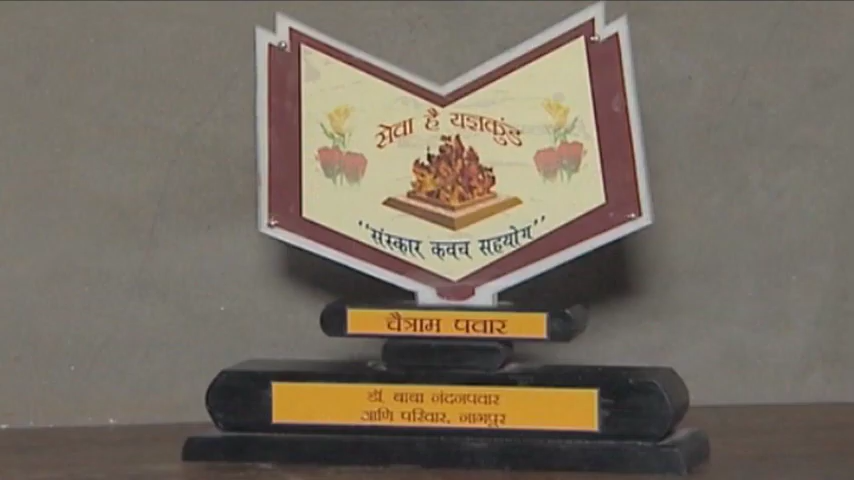 सेवा है यज्ञकुंड
"संस्कार कवच सहयोग"
चैत्राम पवार
डॉ. बाबा नंदनपवार
आणि परिवार, नागपूर